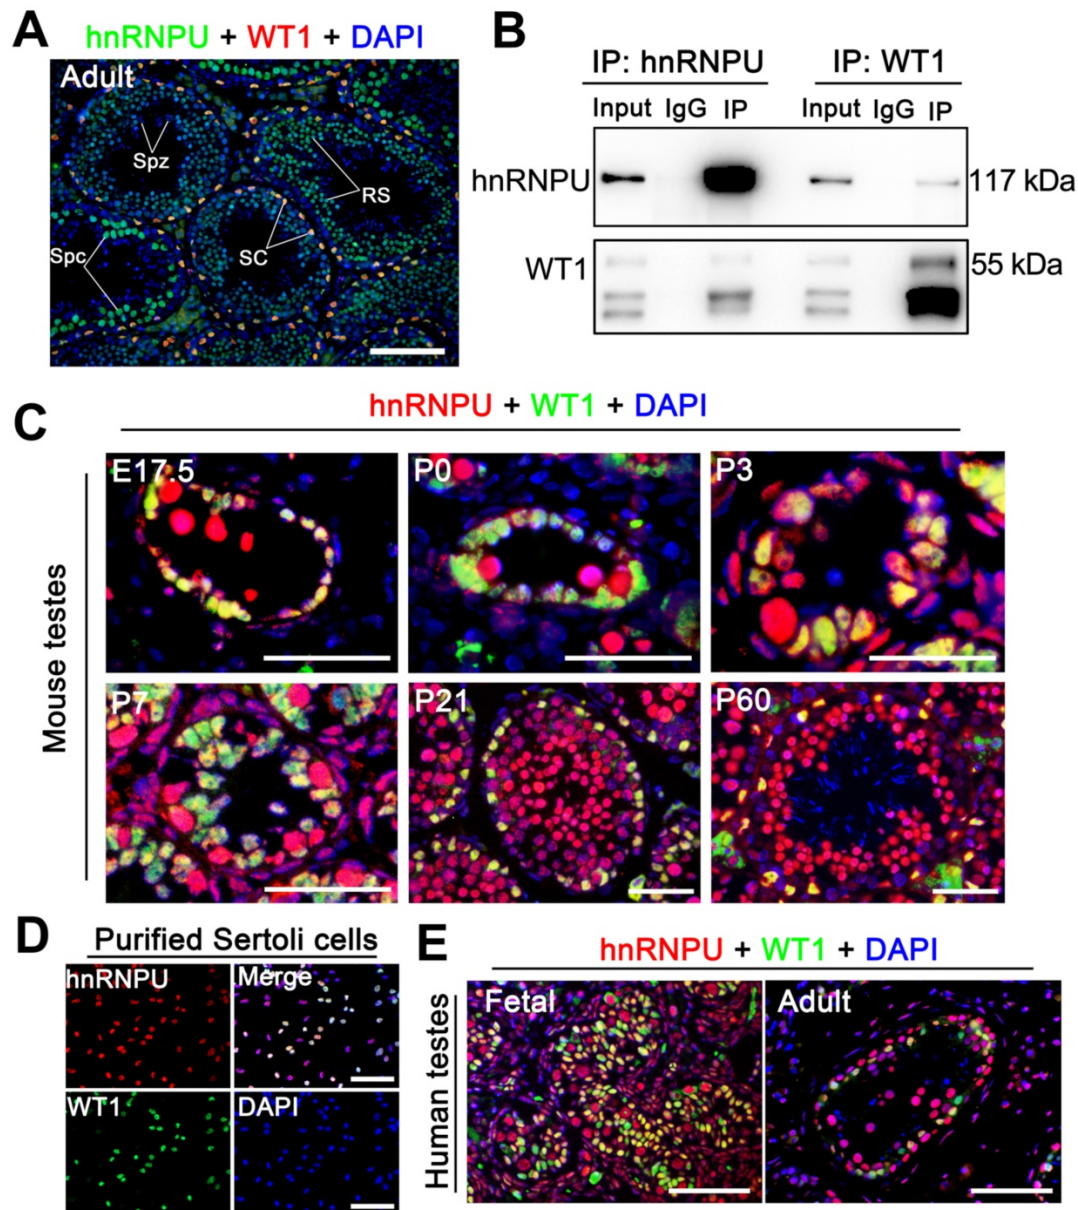 A
hnRNPU + WT1 + DAPI
Adult
Spz
RS
Spc
SC
B
IP: hnRNPU IP: WT1
Input IgG IP Input IgG IP
hnRNPU 117 kDa
WT1 55 kDa
C
hnRNPU + WT1 + DAPI
Mouse testes
E17.5 P0 P3
P7 P21 P60
D
Purified Sertoli cells
hnRNPU Merge
WT1 DAPI
E
hnRNPU + WT1 + DAPI
Human testes
Fetal Adult